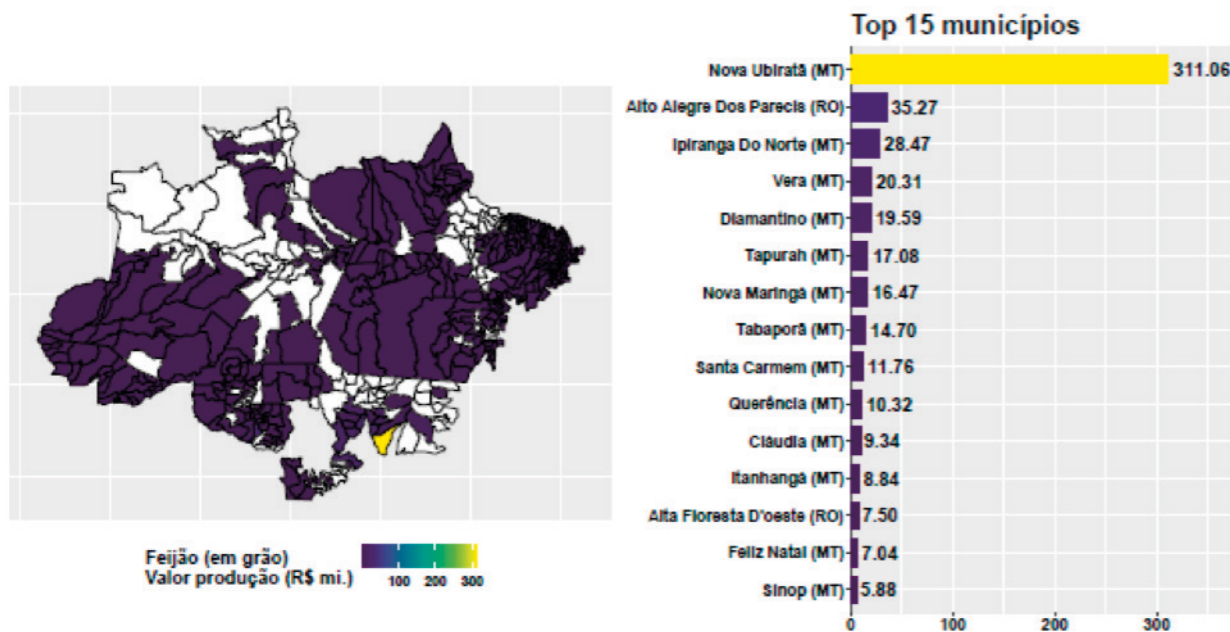 Top 15 municípios
Nova Ubiratã (MT)
311.06
Alto Alegre Dos Parecis (RO)
35.27
Ipiranga Do Norte (MT)
28.47
Vera (MT)
20.31
Diamantino (MT)
19.59
Tapurah (MT)
17.08
Nova Maringá (MT)
16.47
Tabaporã (MT)
14.70
Santa Carmem (MT)
11.76
Querência (MT)
10.32
Cláudia (MT)
9.34
Itanhangá (MT)
8.84
Alta Floresta D'oeste (RO)
7.50
Feliz Natal (MT)
7.04
Sinop (MT)
5.88
0 100 200 300
Feijão (em grão)
Valor produção (R$ mi.)
100 200 300